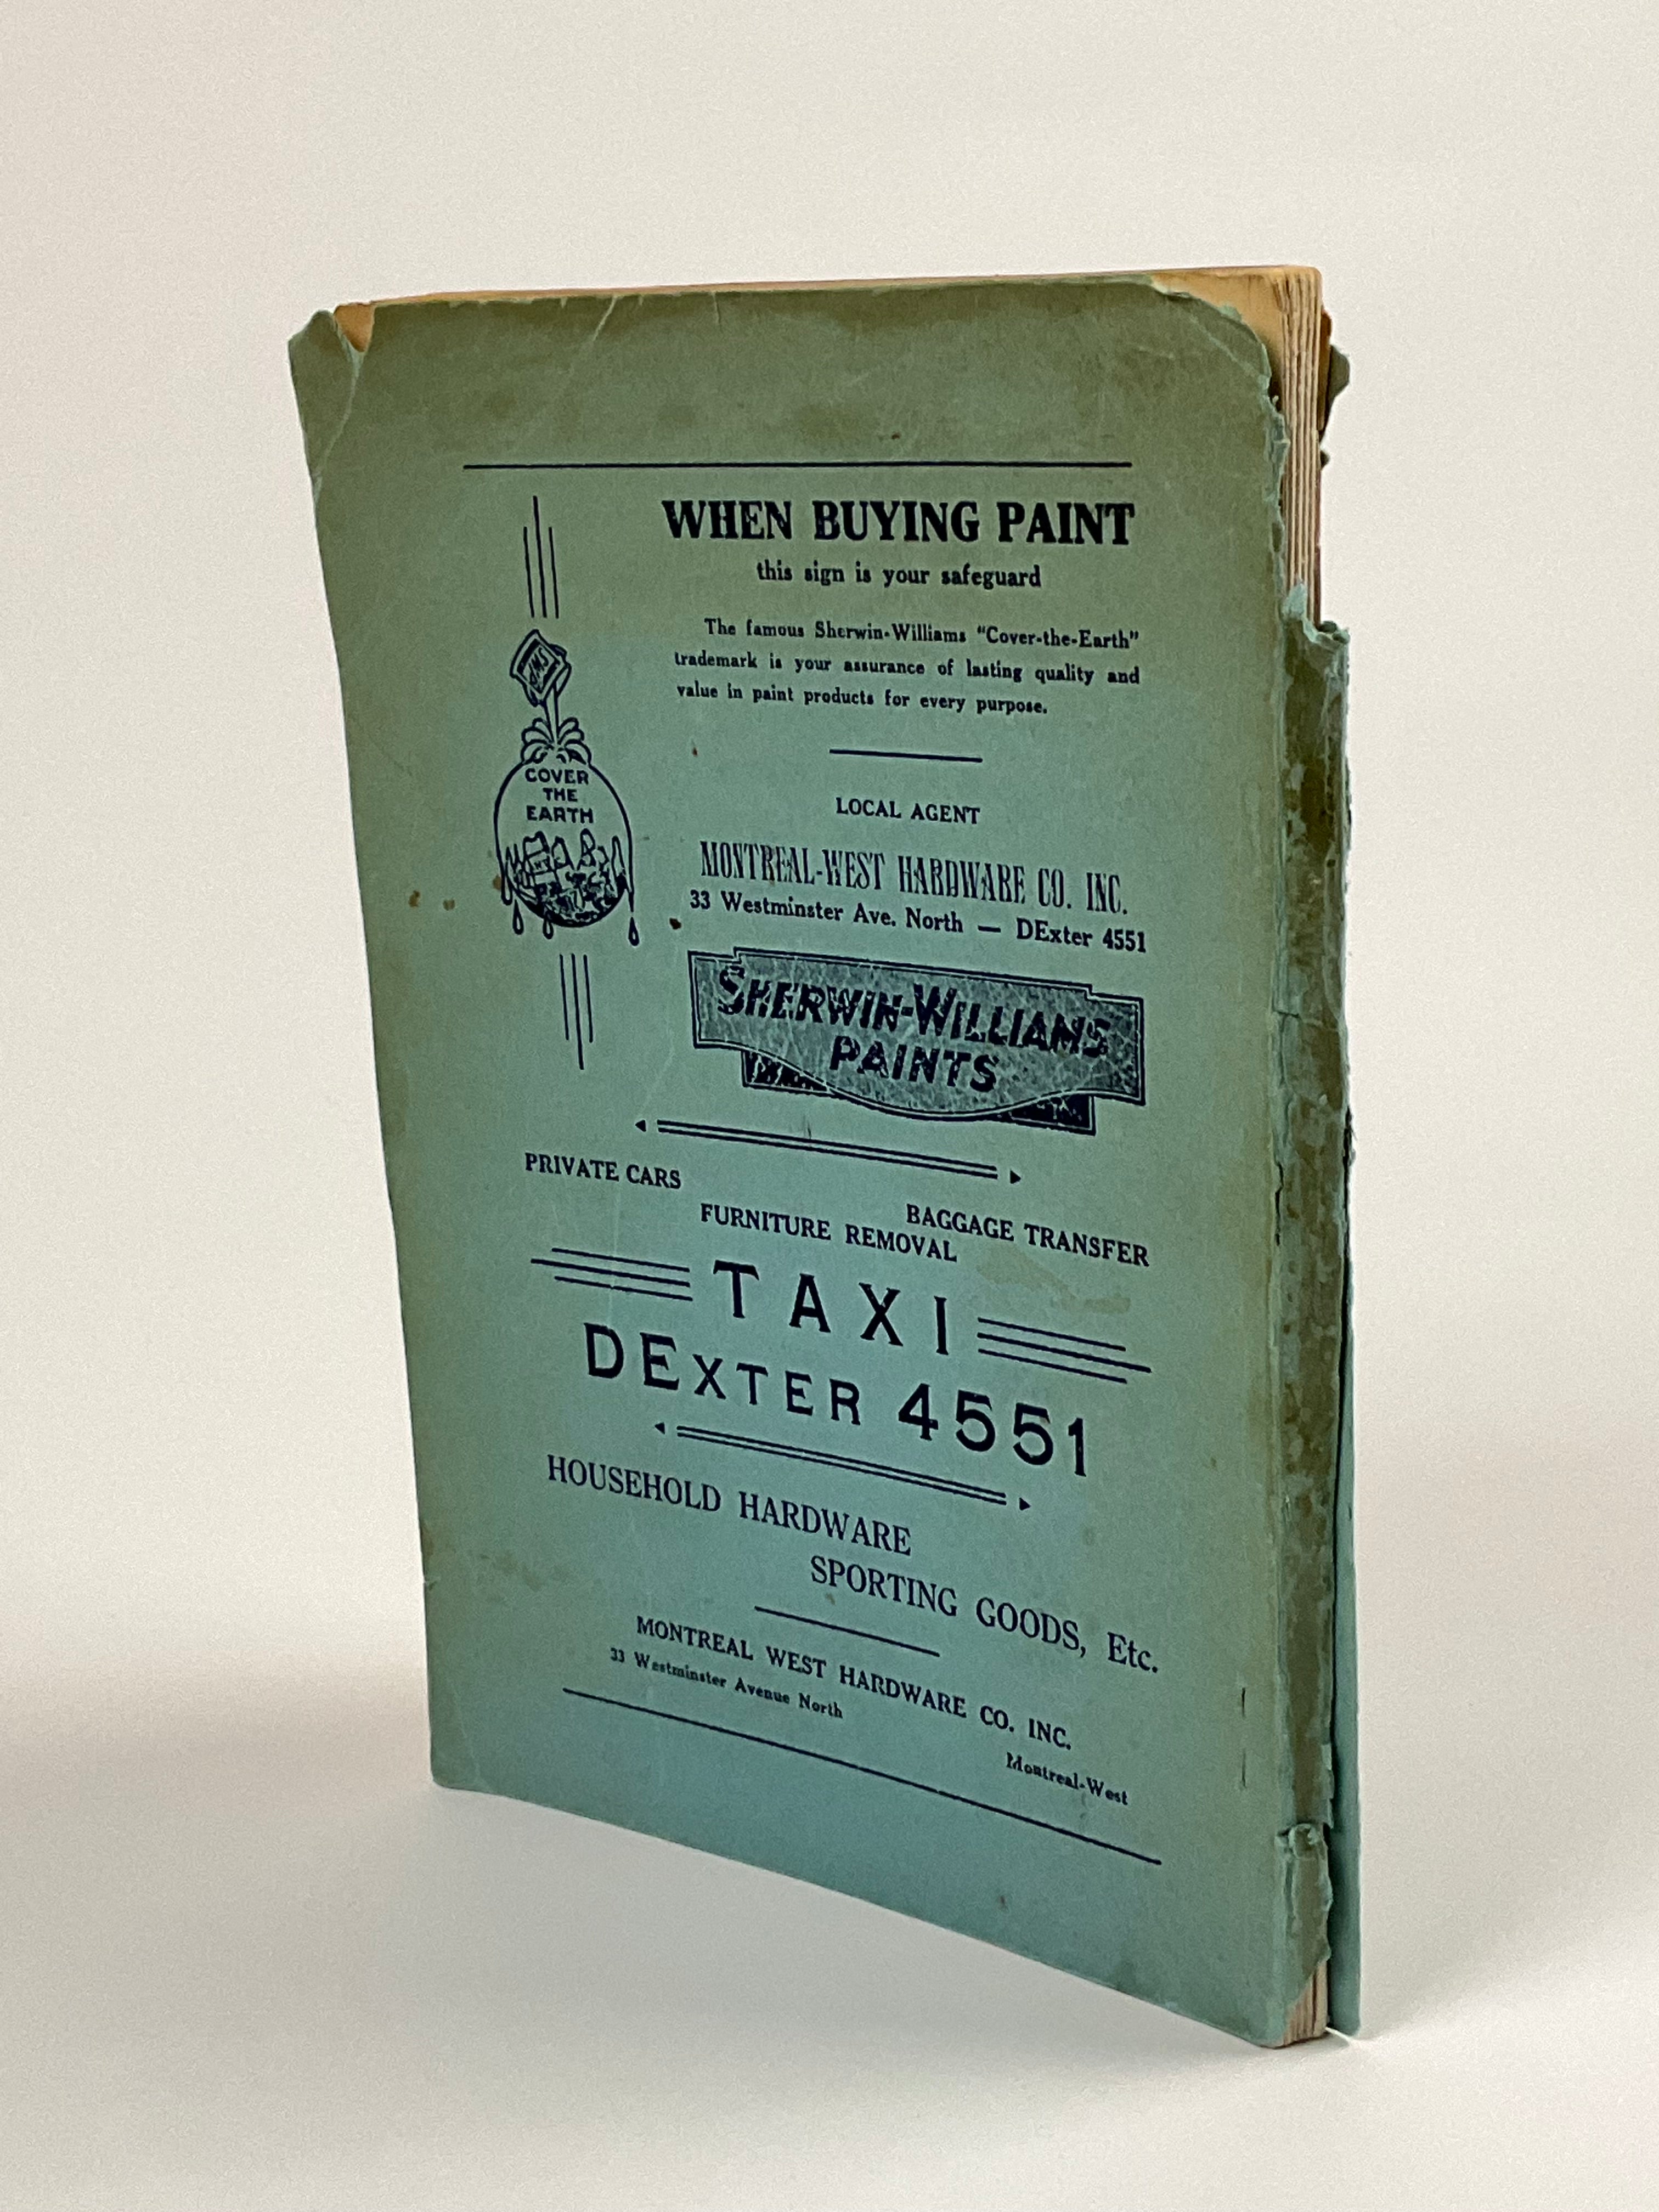 WHEN BUYING PAINT
this sign is your safeguard
The famous Sherwin-Williams "Cover-the-Earth"
trademark is your assurance of lasting quality and
value in paint products for every purpose.
SWP
COVER
THE
EARTH
LOCAL AGENT
MONTREAL-WEST HARDWARE CO. INC.
33 Westminster Ave. North — DExter 4551
SHERWIN-WILLIAMS
PAINTS
PRIVATE CARS
BAGGAGE TRANSFER
FURNITURE REMOVAL
TAXI
DEXTER 4551
HOUSEHOLD HARDWARE
SPORTING GOODS, Etc.
MONTREAL WEST HARDWARE CO. INC.
33 Westminster Avenue North
Montreal-West